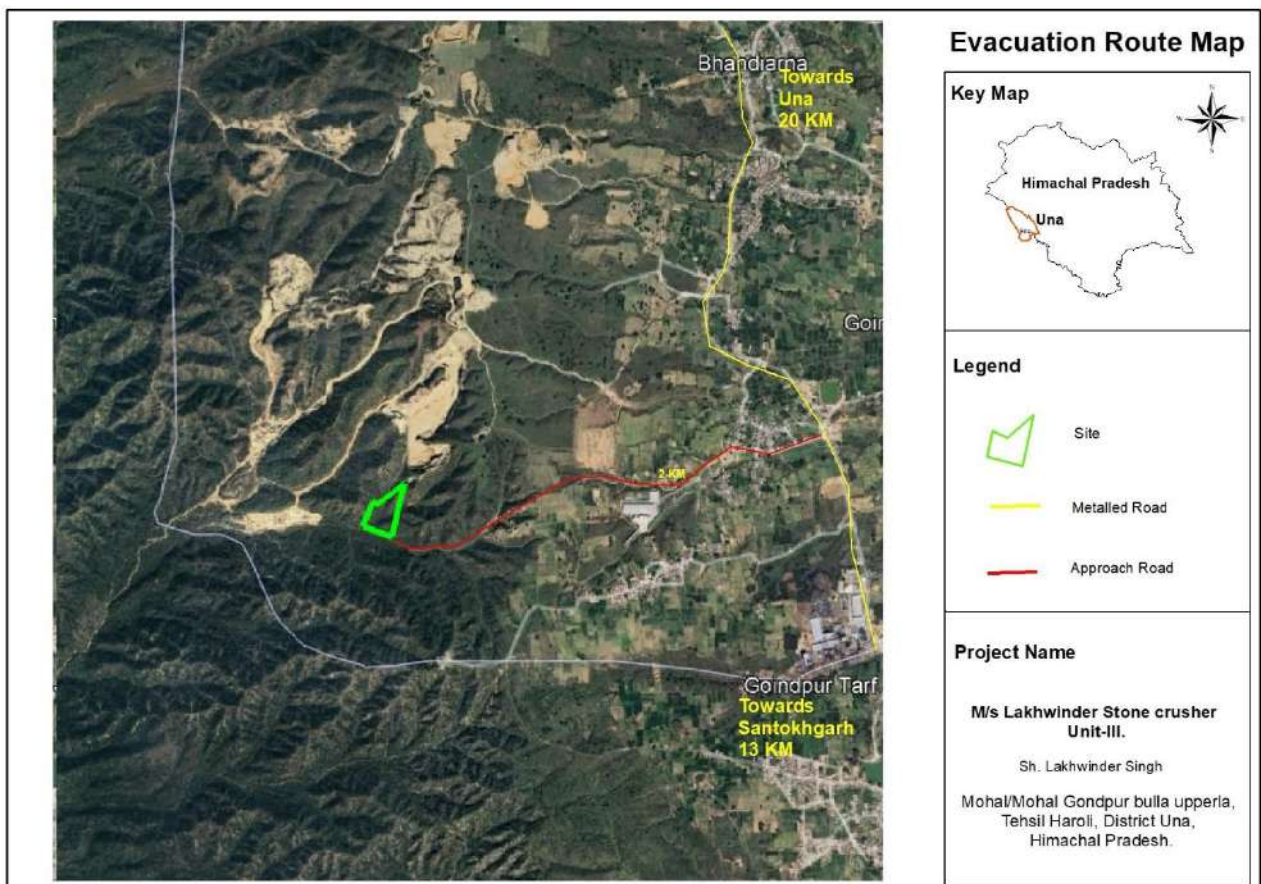 Evacuation Route Map
Bhandiarna
Towards
Una
20 KM
Goir
2 KM
Goindpur Tarf
Towards
Santokhgarh
13 KM
Key Map
N
W
E
S
Himachal Pradesh
Una
Legend
Site
Metalled Road
Approach Road
Project Name
M/s Lakhwinder Stone crusher
Unit-III.
Sh. Lakhwinder Singh
Mohal/Mohal Gondpur bulla upperla,
Tehsil Haroli, District Una,
Himachal Pradesh.